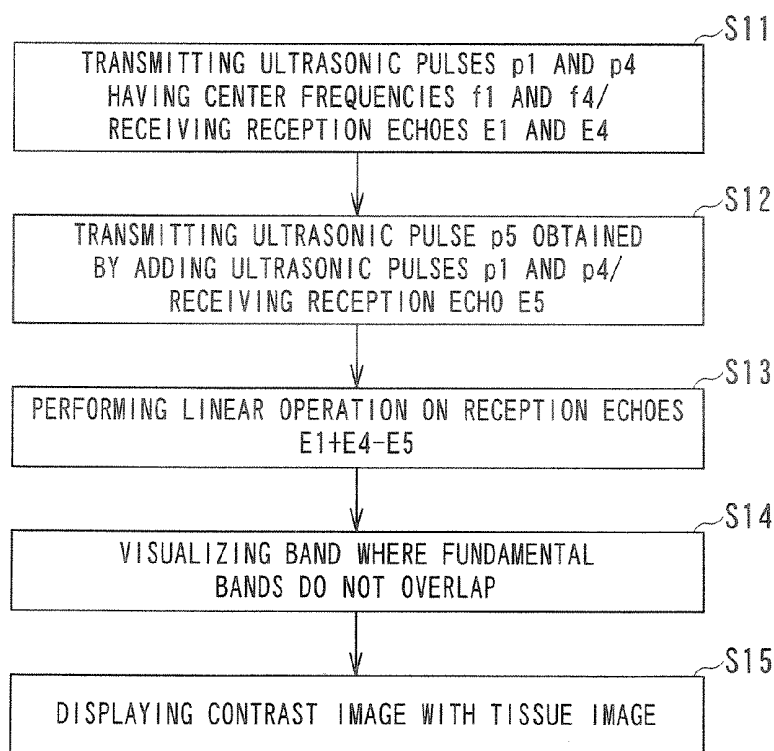 S11
TRANSMITTING ULTRASONIC PULSES p1 AND p4
HAVING CENTER FREQUENCIES f1 AND f4/
RECEIVING RECEPTION ECHOES E1 AND E4
S12
TRANSMITTING ULTRASONIC PULSE p5 OBTAINED
BY ADDING ULTRASONIC PULSES p1 AND p4/
RECEIVING RECEPTION ECHO E5
S13
PERFORMING LINEAR OPERATION ON RECEPTION ECHOES
E1+E4-E5
S14
VISUALIZING BAND WHERE FUNDAMENTAL
BANDS DO NOT OVERLAP
S15
DISPLAYING CONTRAST IMAGE WITH TISSUE IMAGE